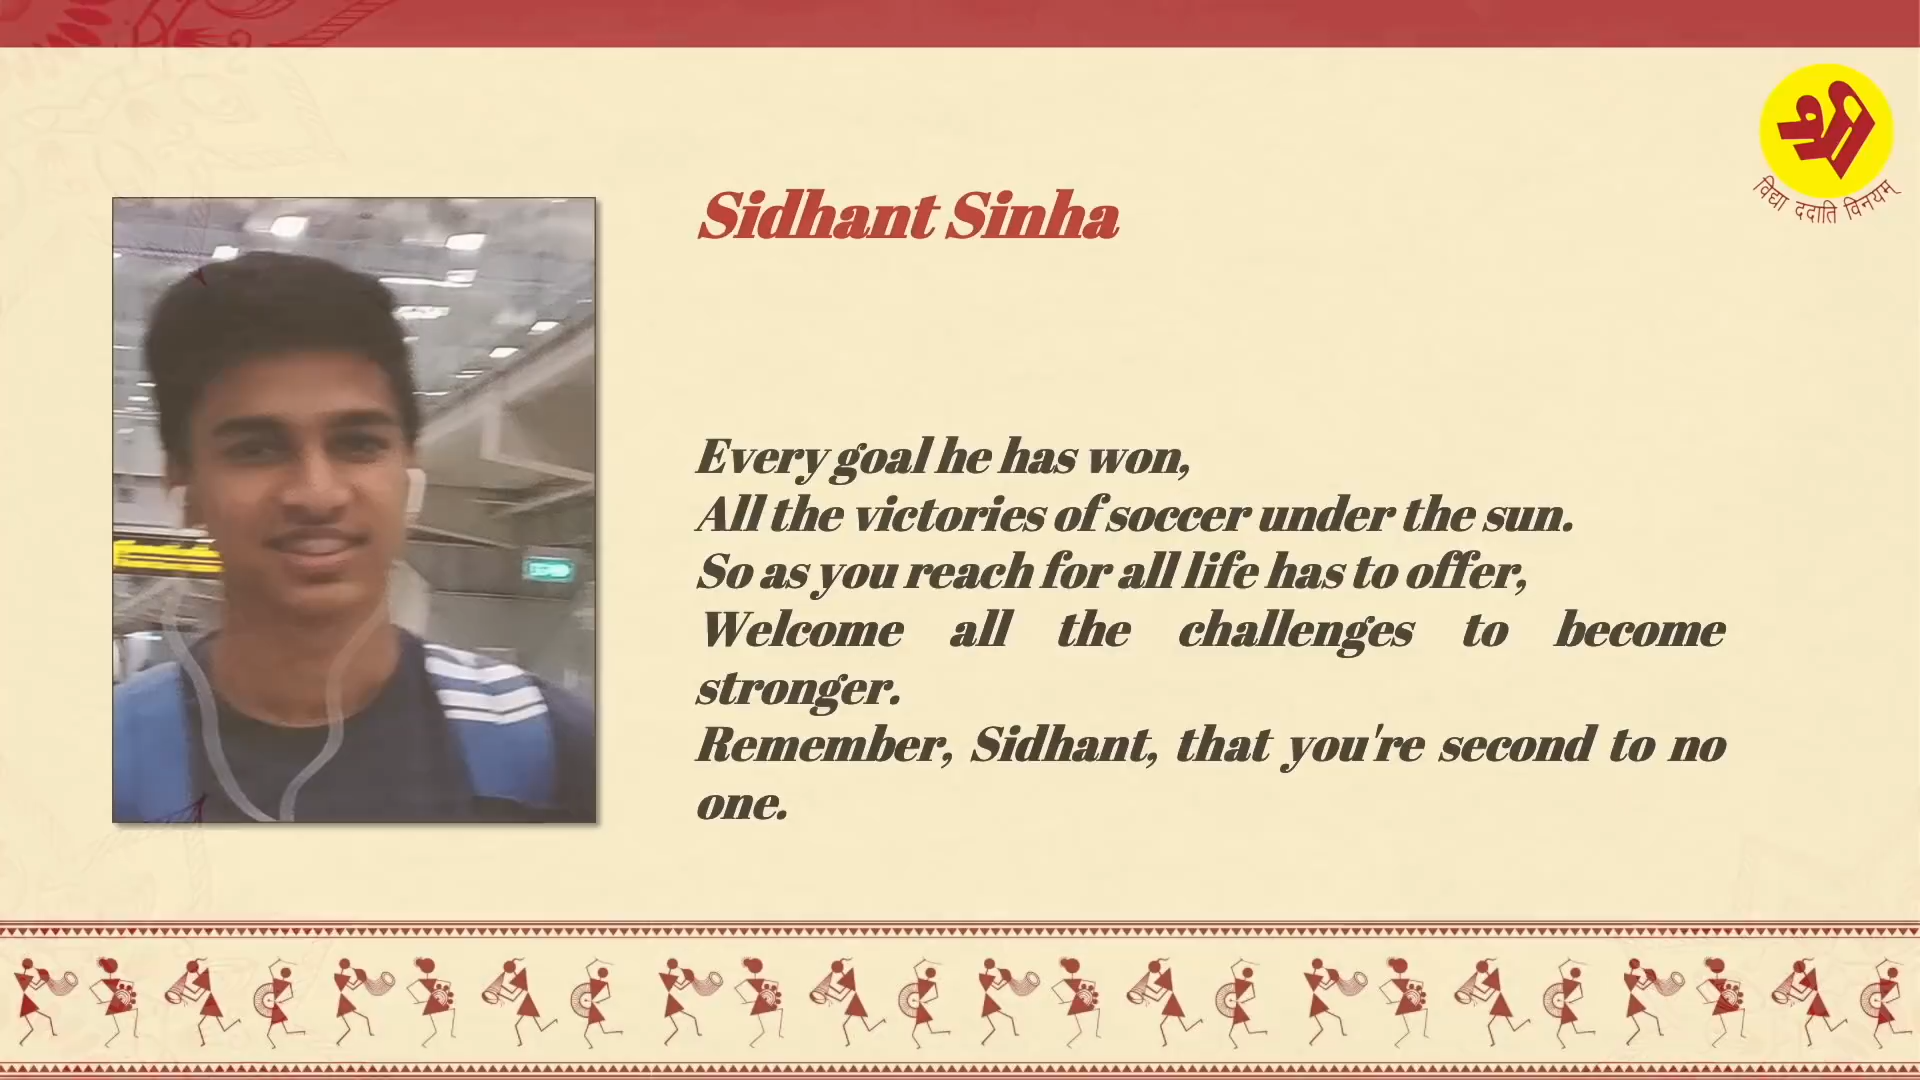 श्री
विद्या ददाति विनयम्
Sidhant Sinha
Every goal he has won,
All the victories of soccer under the sun.
So as you reach for all life has to offer,
Welcome all the challenges to become
stronger.
Remember, Sidhant, that you're second to no
one.